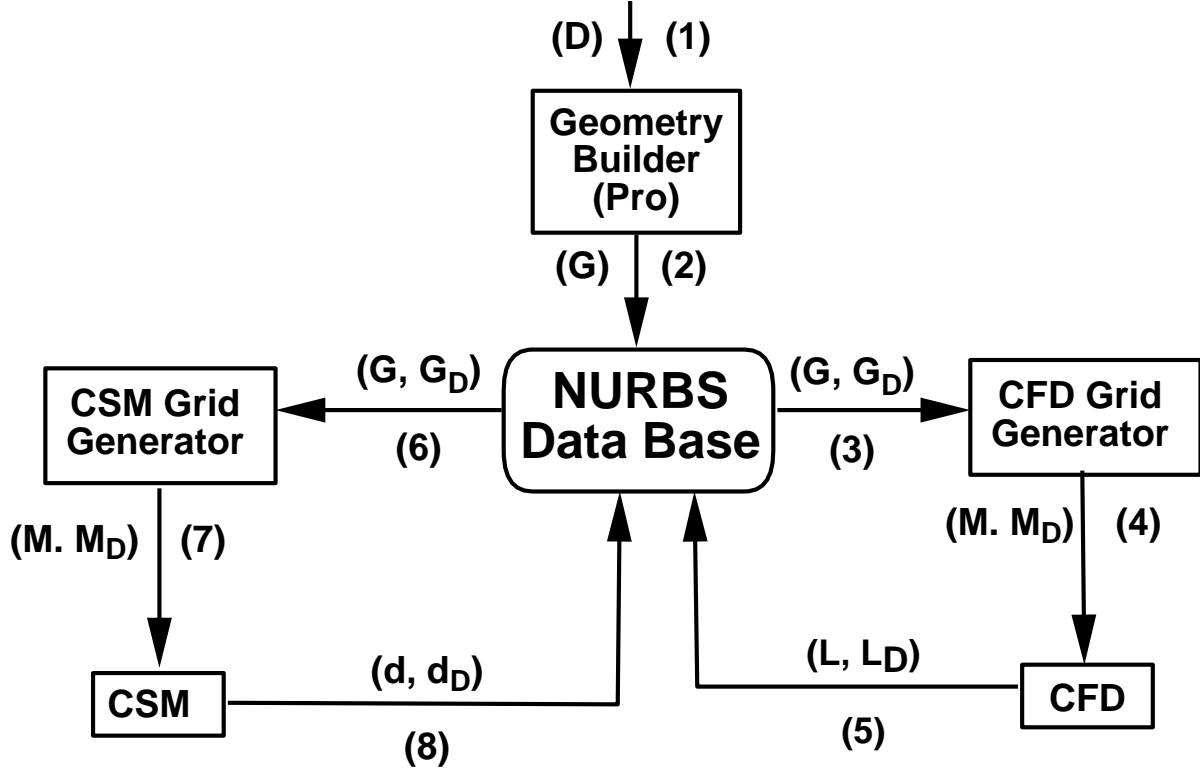 (D) (1)
Geometry
Builder
(Pro)
(G) (2)
(G, G_D)
(G, G_D)
NURBS
Data Base
CSM Grid
Generator
CFD Grid
Generator
(6)
(3)
(M. M_D) (7)
(M. M_D) (4)
(d, d_D)
(L, L_D)
CSM
CFD
(8)
(5)